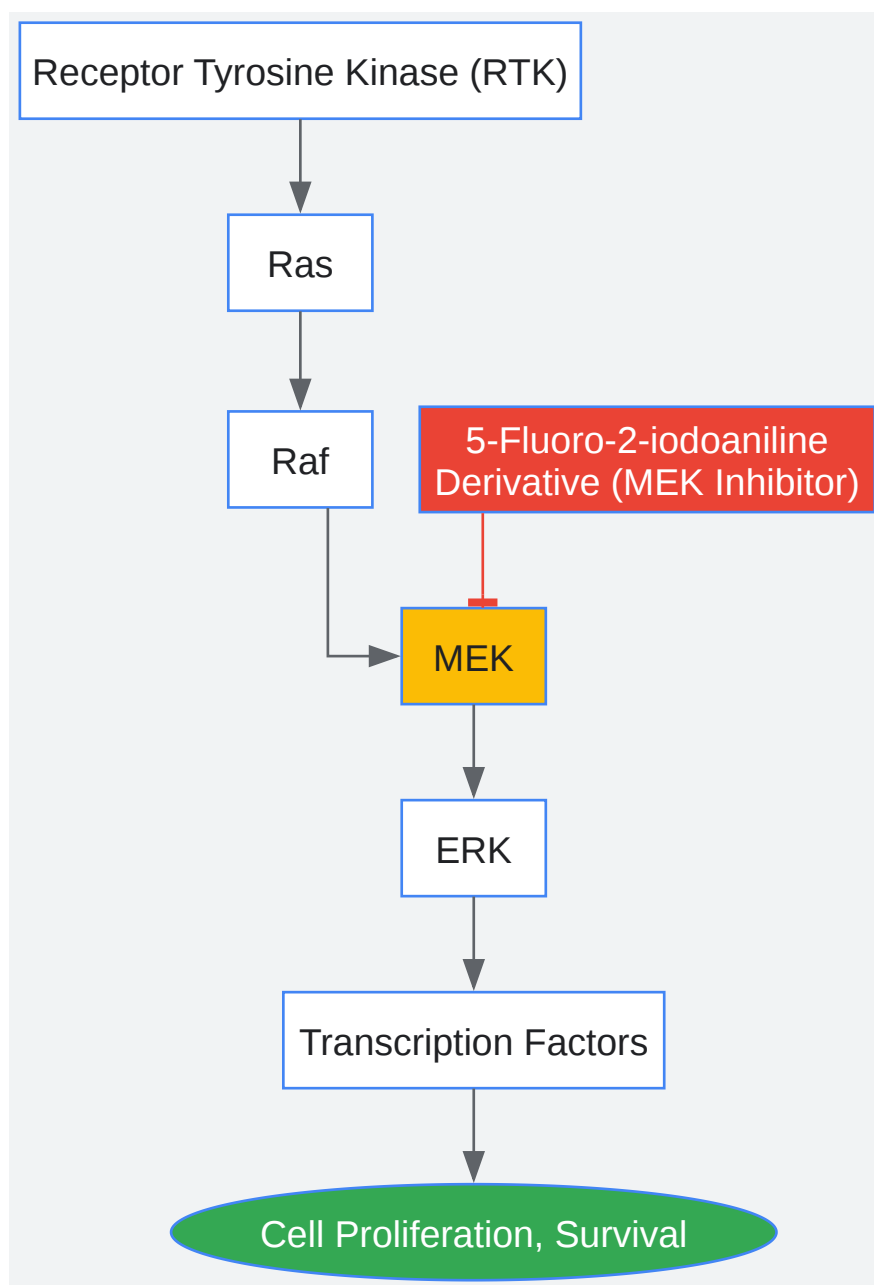 Receptor Tyrosine Kinase (RTK)
Ras
Raf
5-Fluoro-2-iodoaniline
Derivative (MEK Inhibitor)
MEK
ERK
Transcription Factors
Cell Proliferation, Survival